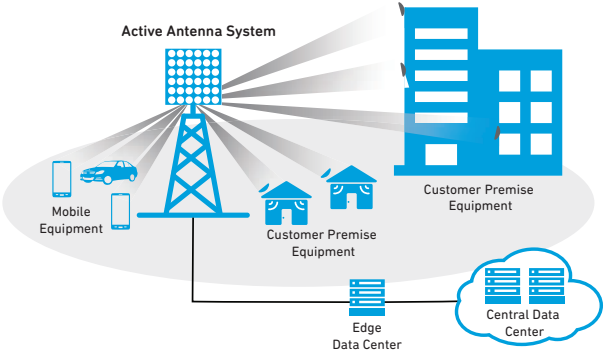 Active Antenna System
Mobile
Equipment
Customer Premise
Equipment
Customer Premise
Equipment
Edge
Data Center
Central Data
Center